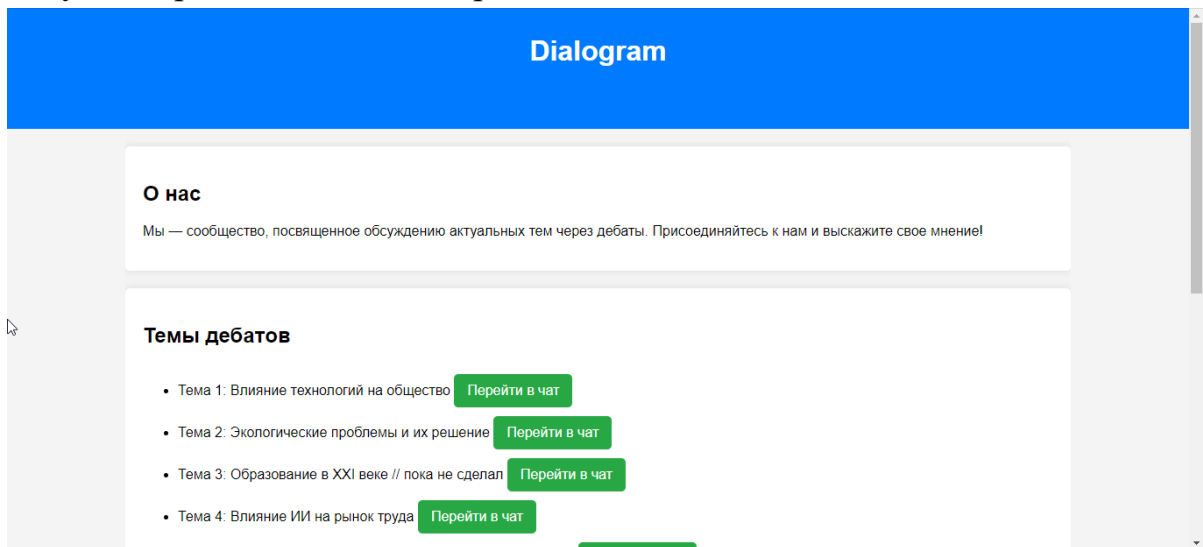 Dialogram
О нас
Мы — сообщество, посвященное обсуждению актуальных тем через дебаты. Присоединяйтесь к нам и выскажите свое мнение!
Темы дебатов
Тема 1: Влияние технологий на общество Перейти в чат
Тема 2: Экологические проблемы и их решение Перейти в чат
Тема 3: Образование в XXI веке // пока не сделал Перейти в чат
Тема 4: Влияние ИИ на рынок труда Перейти в чат